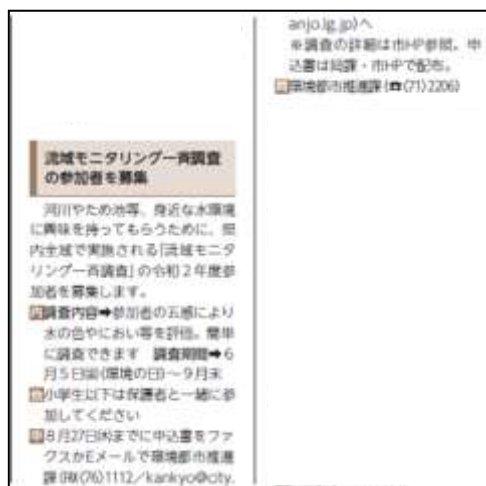 流域モニタリング一斉調査
の参加者を募集
河川やため池等、身近な水環境
に興味を持ってもらうために、県
内全域で実施される「流域モニタ
リング一斉調査」の令和2年度参
加者を募集します。
内調査内容➡参加者の五感により
水の色やにおい等を評価。簡単
に調査できます 調査期間➡6
月5日㈮(環境の日)～9月末
他小学生以下は保護者と一緒に参
加してください
申8月27日㈭までに申込書をファ
クスかEメールで環境都市推進
課(℻(76)1112／kankyo@city.
anjo.lg.jp)へ
※調査の詳細は市HP参照。申
込書は同課・市HPで配布。
問環境都市推進課(☎(71)2206)